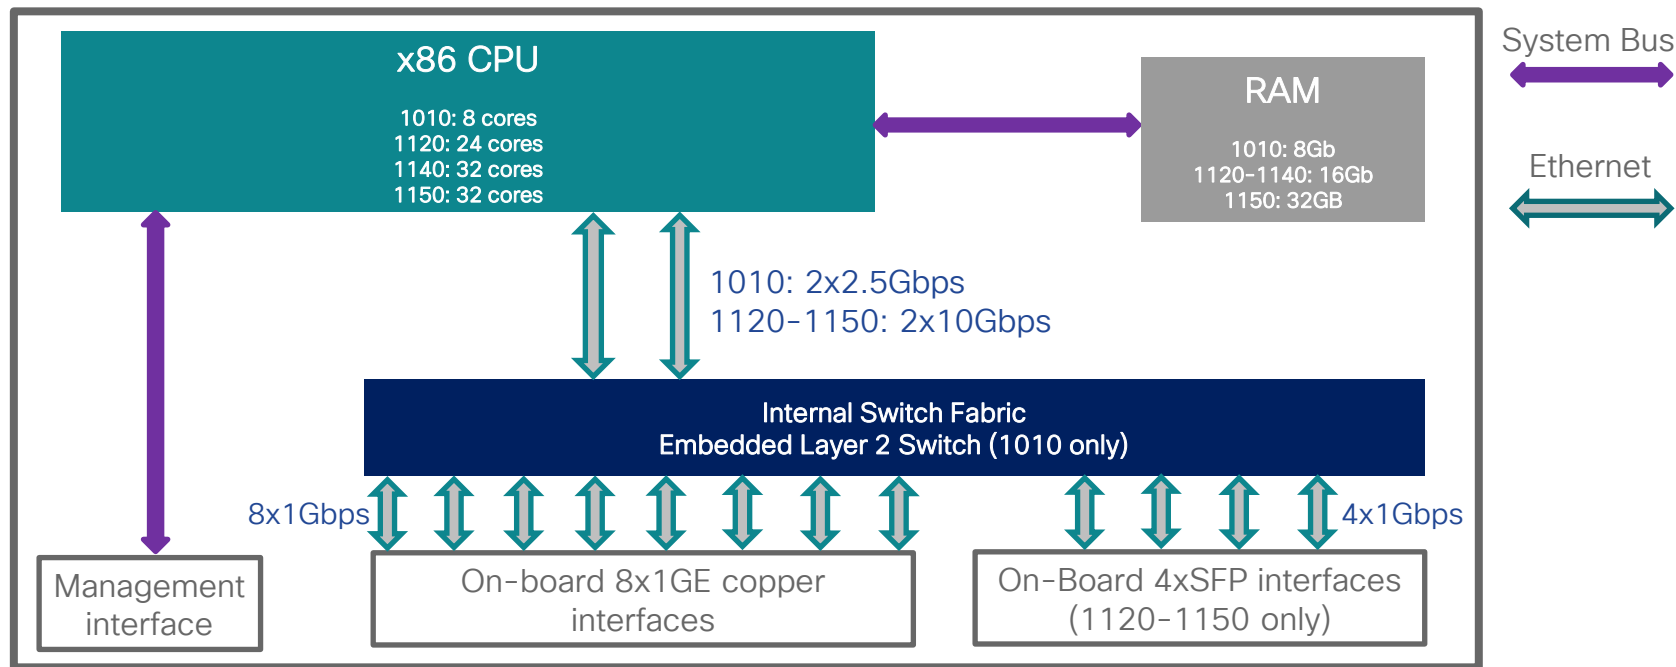 x86 CPU
1010: 8 cores
1120: 24 cores
1140: 32 cores
1150: 32 cores
RAM
1010: 8Gb
1120-1140: 16Gb
1150: 32GB
System Bus
Ethernet
1010: 2x2.5Gbps
1120-1150: 2x10Gbps
Internal Switch Fabric
Embedded Layer 2 Switch (1010 only)
8x1Gbps
4x1Gbps
Management
interface
On-board 8x1GE copper
interfaces
On-Board 4xSFP interfaces
(1120-1150 only)